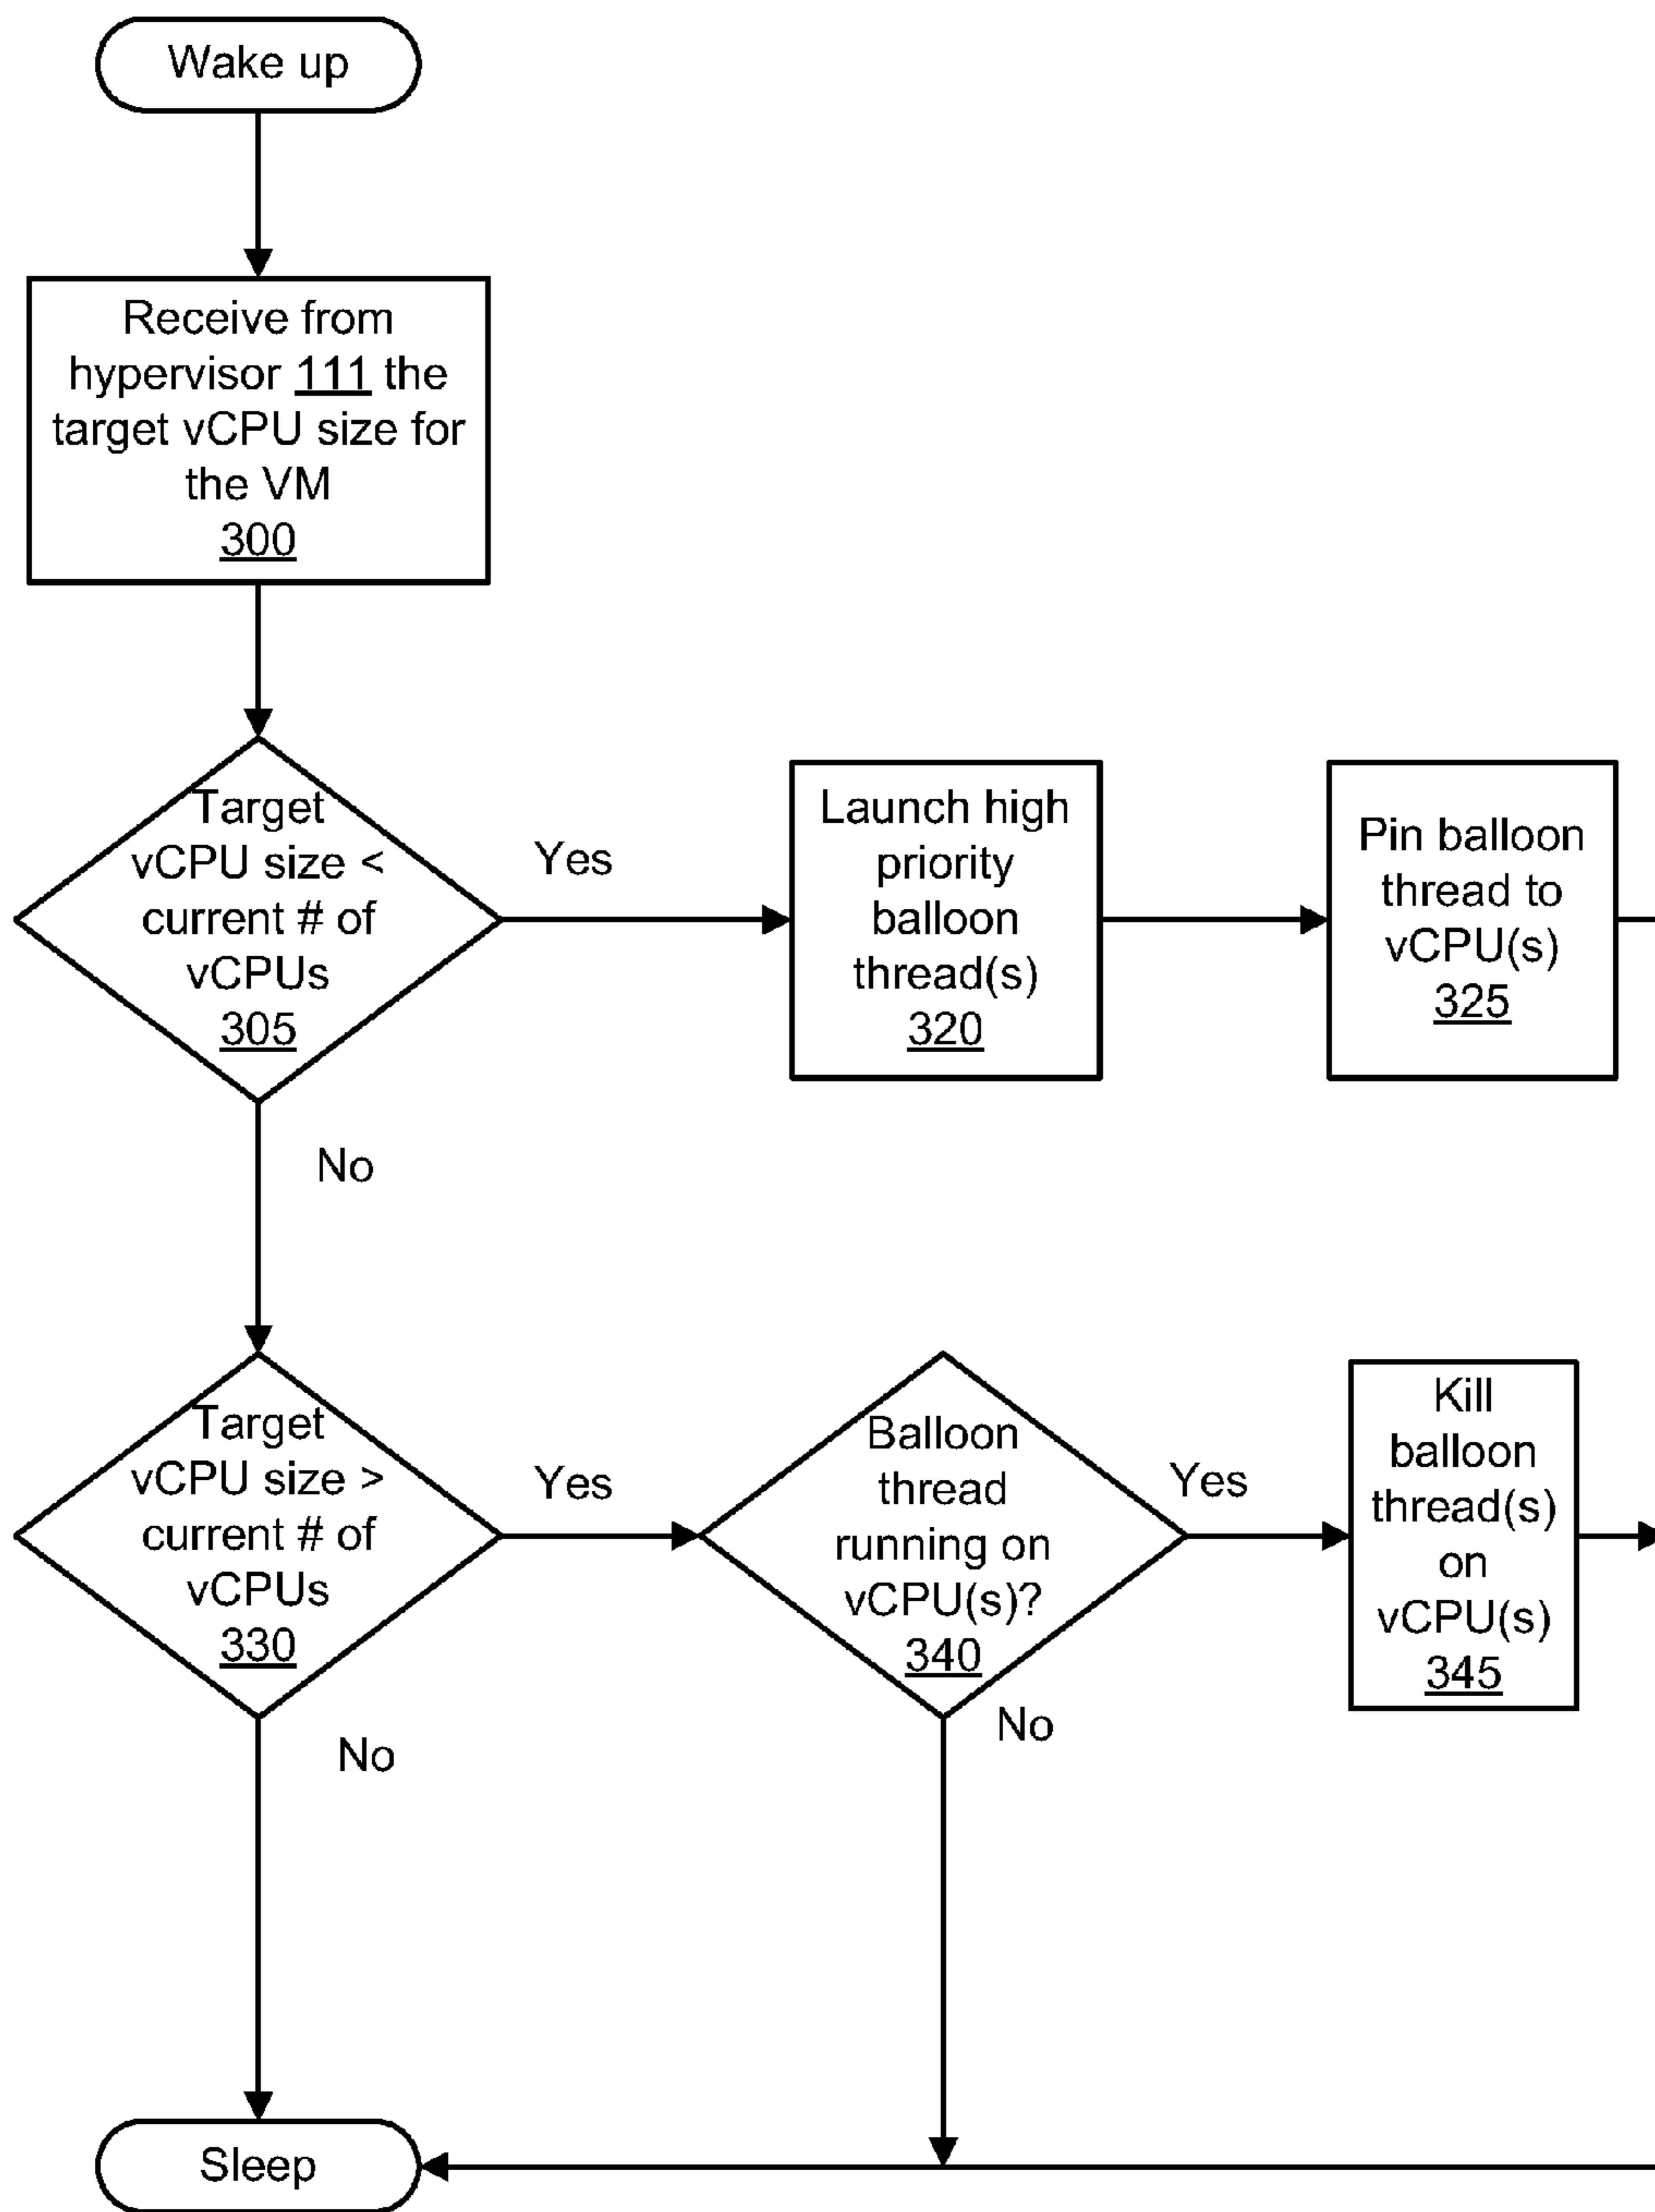 Wake up
Receive from
hypervisor 111 the
target vCPU size for
the VM
300
Target
vCPU size <
current # of
vCPUs
305
Yes
Launch high
priority
balloon
thread(s)
320
Pin balloon
thread to
vCPU(s)
325
No
Target
vCPU size >
current # of
vCPUs
330
Yes
Balloon
thread
running on
vCPU(s)?
340
Yes
Kill
balloon
thread(s)
on
vCPU(s)
345
No
No
Sleep